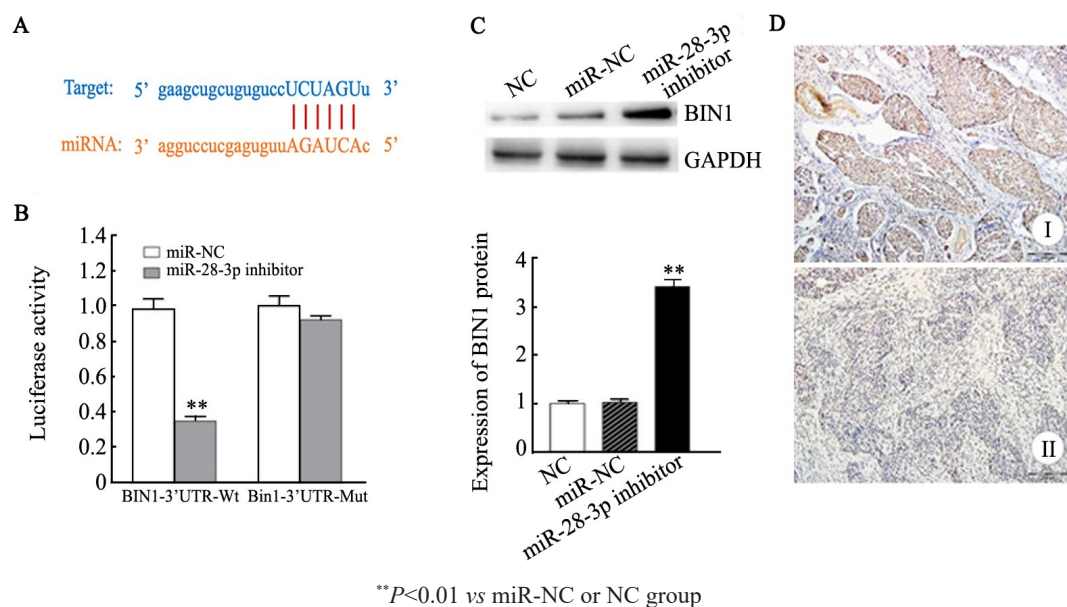 A
Target: 5’ gaagcugcuguguccUCUAGUu 3’
miRNA: 3’ agguccucgaguguuAGAUCAc 5’
B
1.4
1.2
1.0
0.8
0.6
0.4
0.2
0
Luciferase activity
miR-NC
miR-28-3p inhibitor
**
BIN1-3’UTR-Wt Bin1-3’UTR-Mut
C
NC miR-NC miR-28-3p
inhibitor
BIN1
GAPDH
Expression of BIN1 protein
4
3
2
1
0
**
NC
miR-NC
miR-28-3p inhibitor
D
I
II
**P<0.01 vs miR-NC or NC group